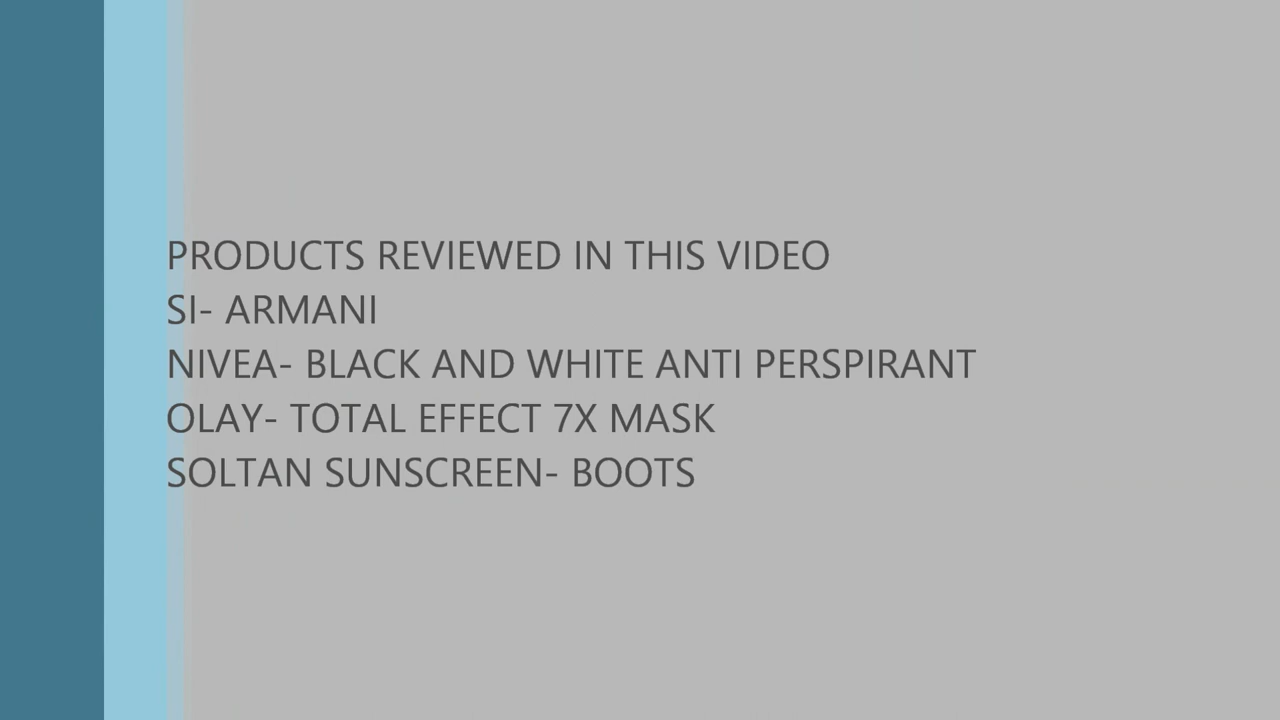 PRODUCTS REVIEWED IN THIS VIDEO
SI- ARMANI
NIVEA- BLACK AND WHITE ANTI PERSPIRANT
OLAY- TOTAL EFFECT 7X MASK
SOLTAN SUNSCREEN- BOOTS